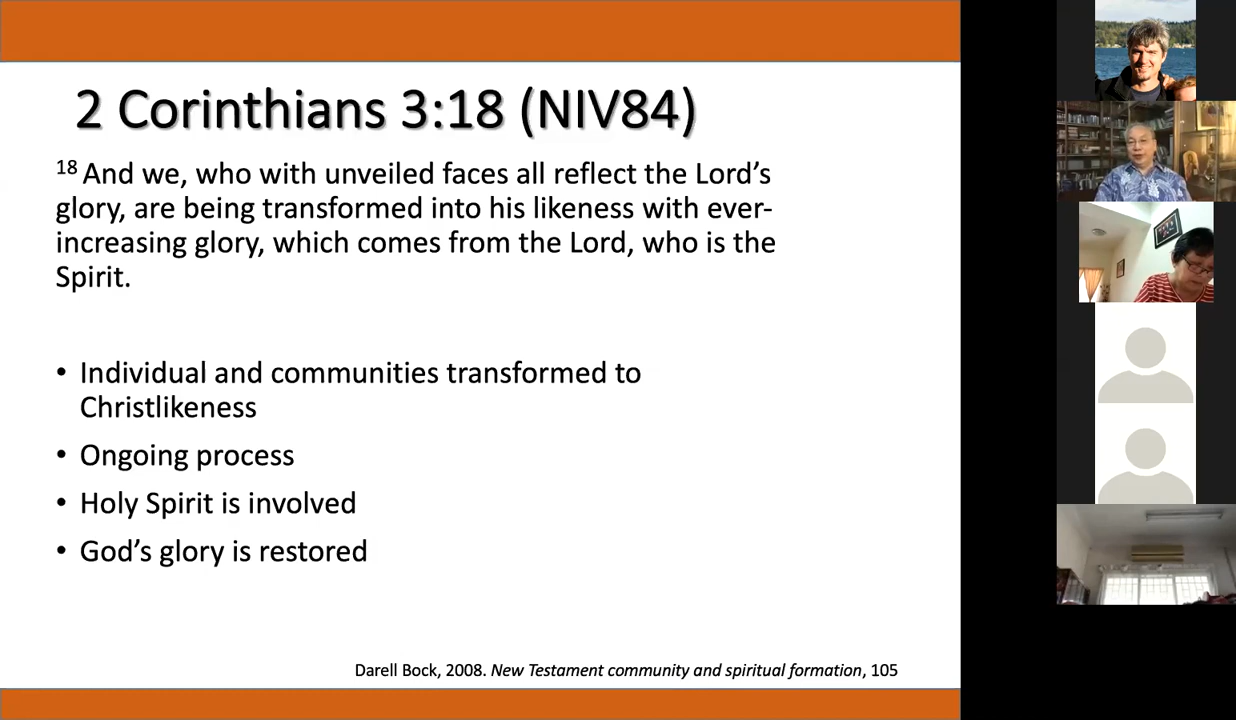 2 Corinthians 3:18 (NIV84)
18 And we, who with unveiled faces all reflect the Lord’s
glory, are being transformed into his likeness with ever-
increasing glory, which comes from the Lord, who is the
Spirit.
• Individual and communities transformed to
Christlikeness
• Ongoing process
• Holy Spirit is involved
• God’s glory is restored
Darell Bock, 2008. New Testament community and spiritual formation, 105